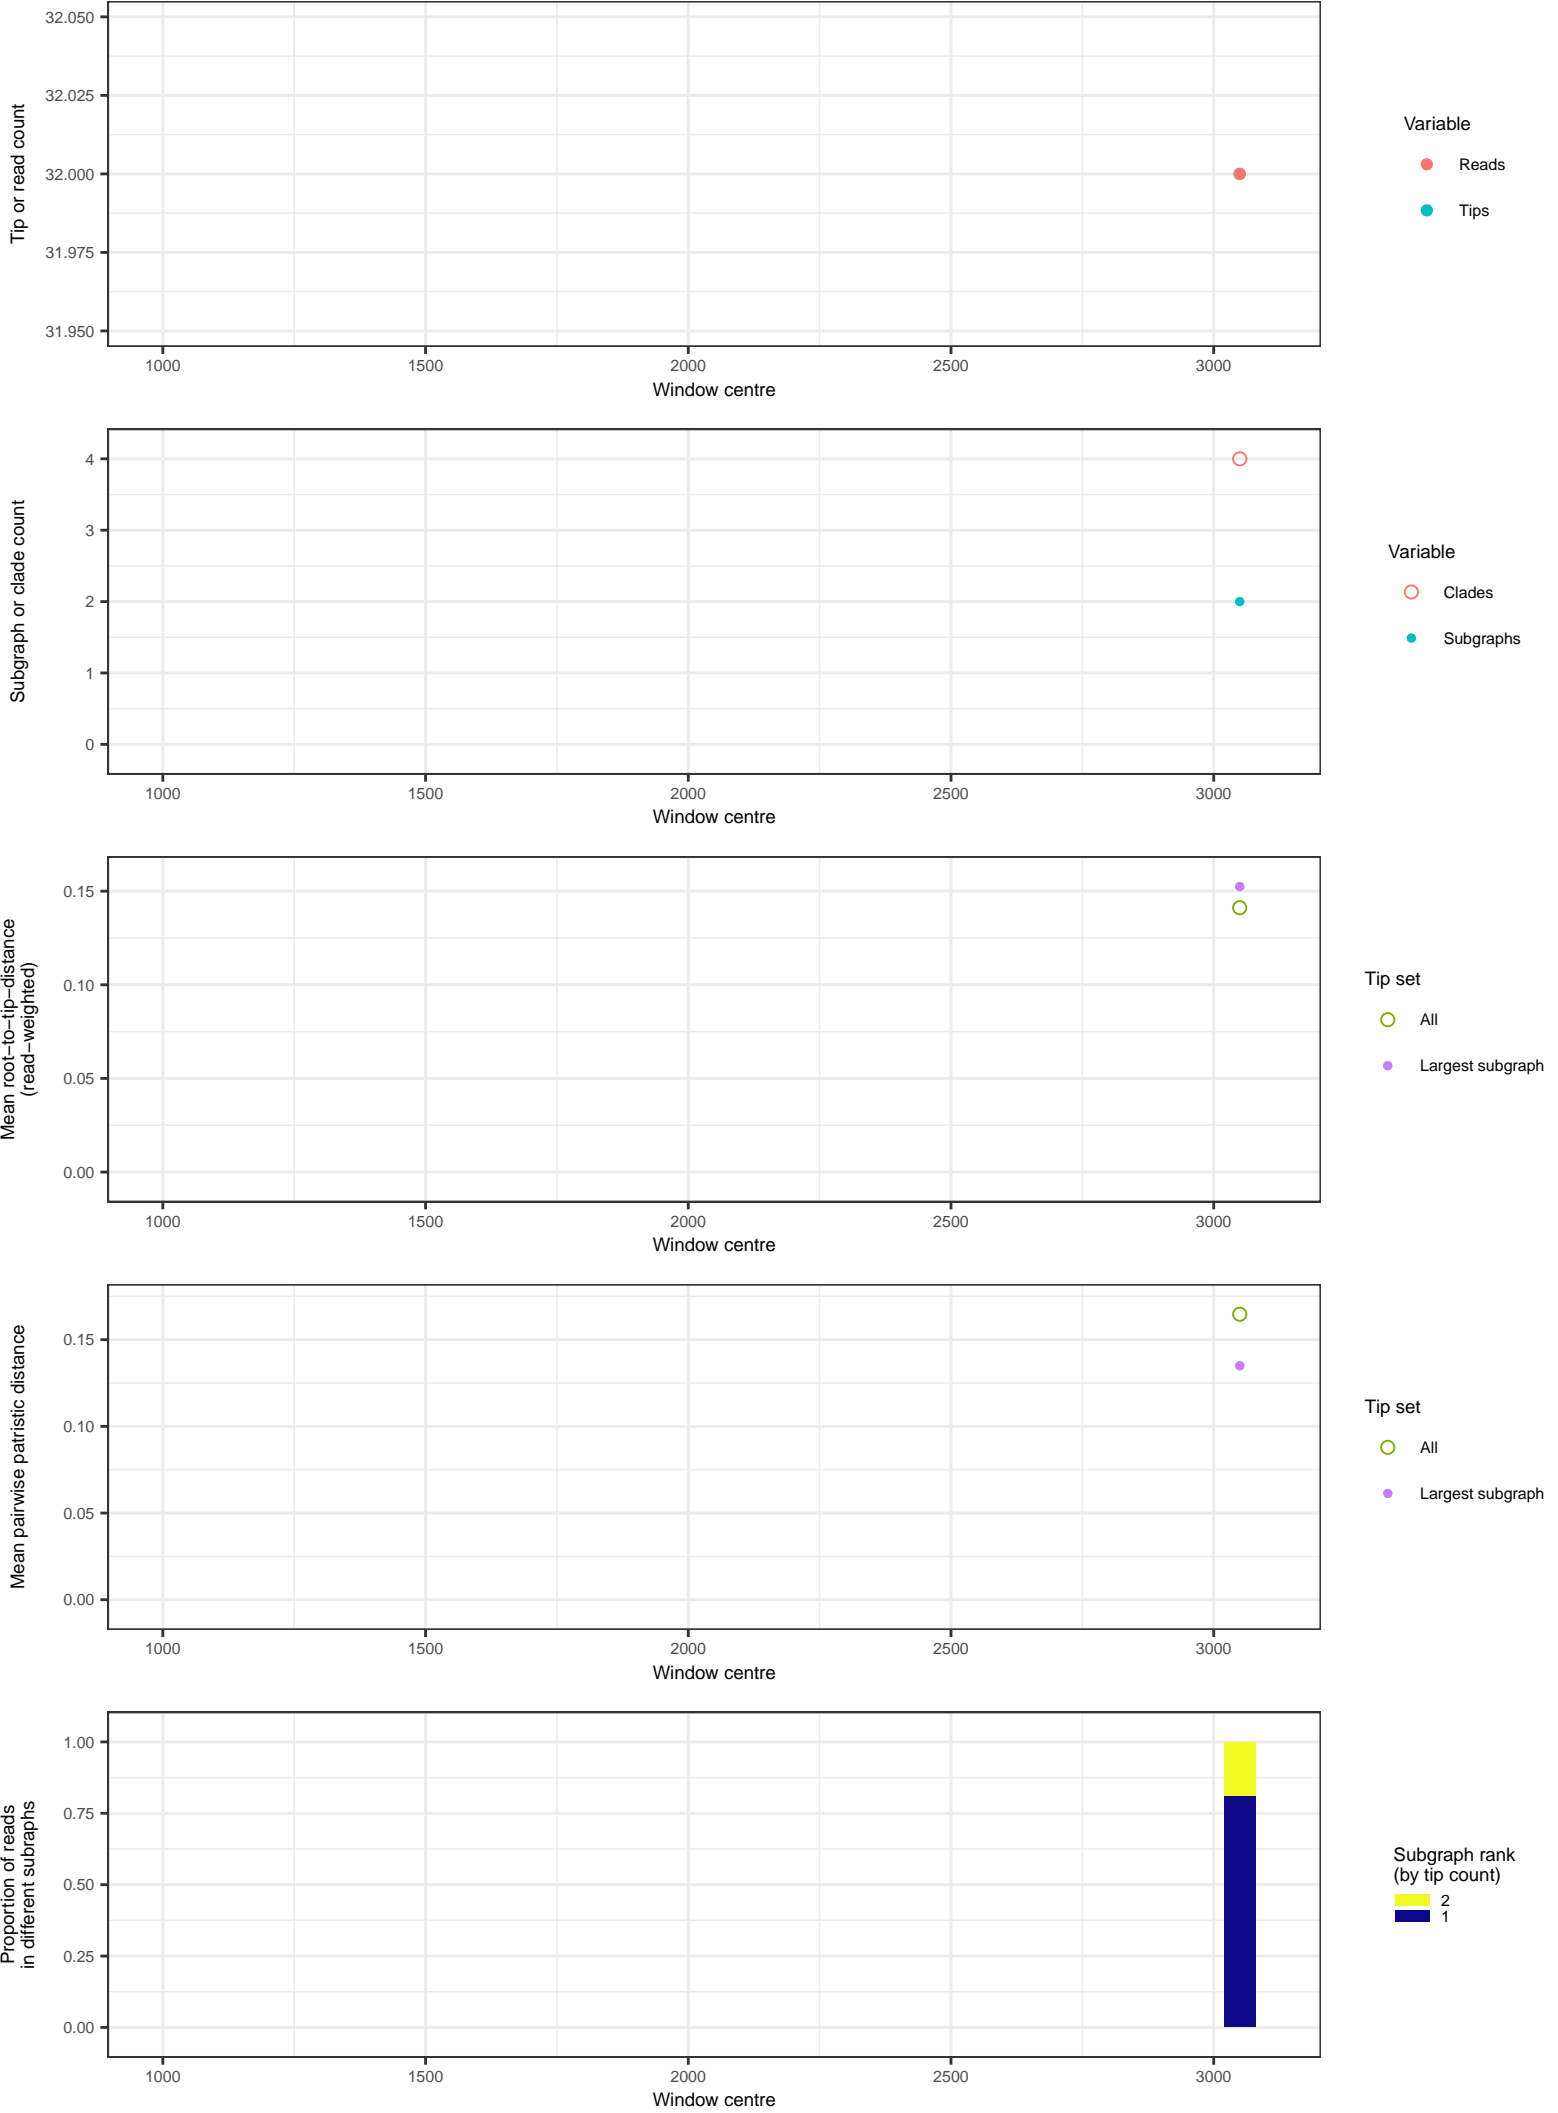 32.050
32.025
32.000
31.975
31.950
Tip or read count
1000 1500 2000 2500 3000
Window centre
Variable
Reads
Tips
4
3
2
1
0
Subgraph or clade count
1000 1500 2000 2500 3000
Window centre
Variable
Clades
Subgraphs
0.15
0.10
0.05
0.00
Mean root−to−tip−distance
(read−weighted)
1000 1500 2000 2500 3000
Window centre
Tip set
All
Largest subgraph
0.15
0.10
0.05
0.00
Mean pairwise patristic distance
1000 1500 2000 2500 3000
Window centre
Tip set
All
Largest subgraph
1.00
0.75
0.50
0.25
0.00
Proportion of reads
in different subraphs
1000 1500 2000 2500 3000
Window centre
Subgraph rank
(by tip count)
2
1